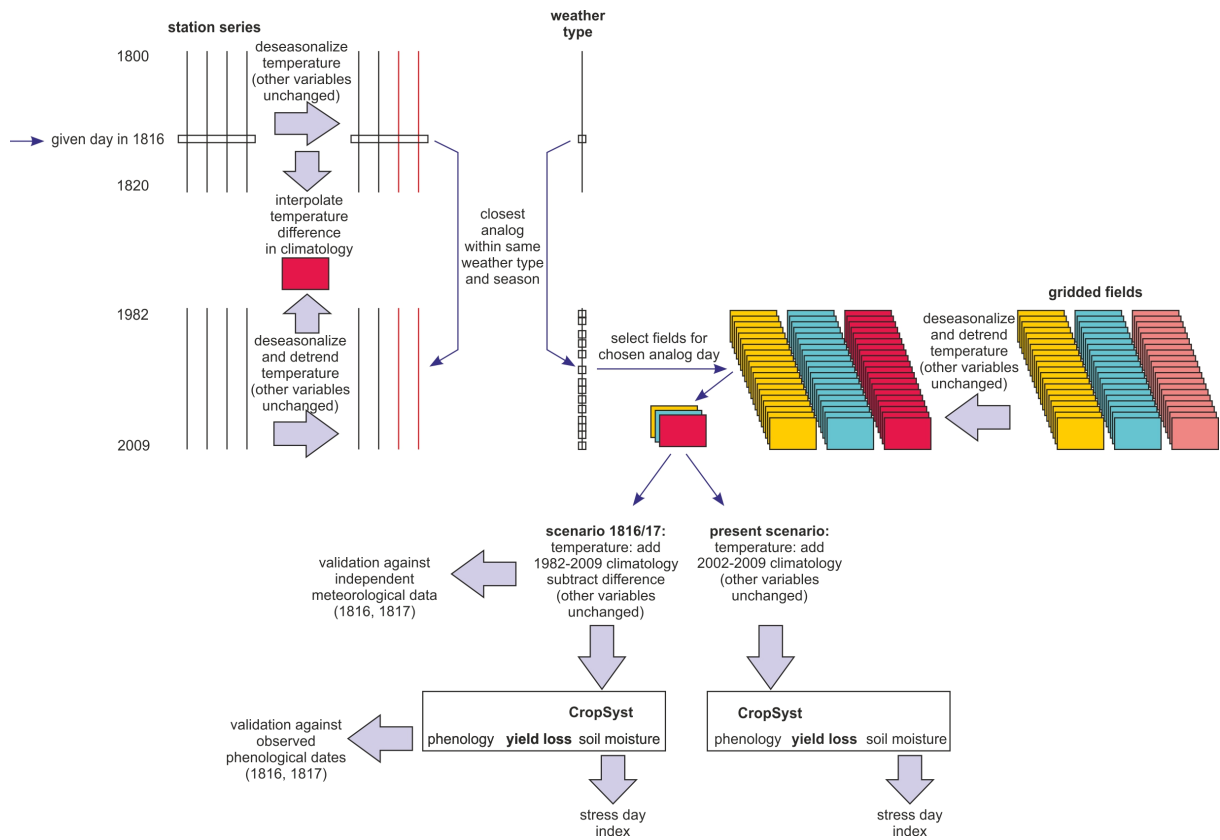 station series
weather
type
1800
deseasonalize
temperature
(other variables
unchanged)
given day in 1816
1820
interpolate
temperature
difference
in climatology
closest
analog
within same
weather type
and season
1982
deseasonalize
and detrend
temperature
(other variables
unchanged)
2009
select fields for
chosen analog day
gridded fields
deseasonalize
and detrend
temperature
(other variables
unchanged)
scenario 1816/17:
temperature: add
1982-2009 climatology
subtract difference
(other variables
unchanged)
present scenario:
temperature: add
2002-2009 climatology
(other variables
unchanged)
validation against
independent
meteorological data
(1816, 1817)
CropSyst
phenology yield loss soil moisture
CropSyst
phenology yield loss soil moisture
validation against
observed
phenological dates
(1816, 1817)
stress day
index
stress day
index